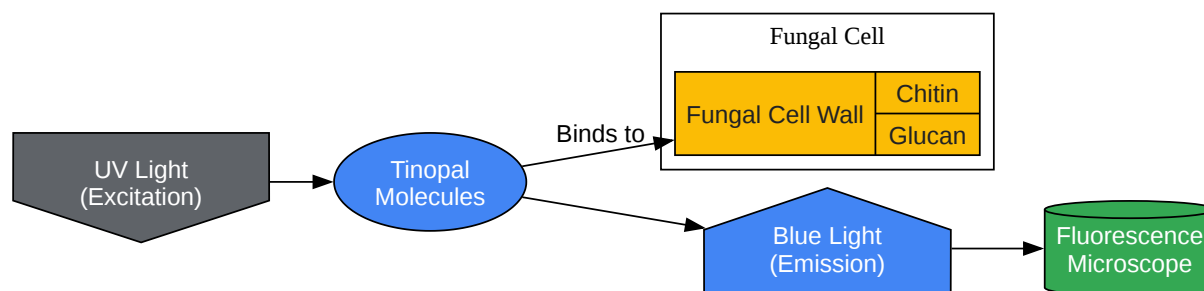 Fungal Cell
Fungal Cell Wall
Chitin
Glucan
Binds to
UV Light
(Excitation)
Tinopal
Molecules
Blue Light
(Emission)
Fluorescence
Microscope